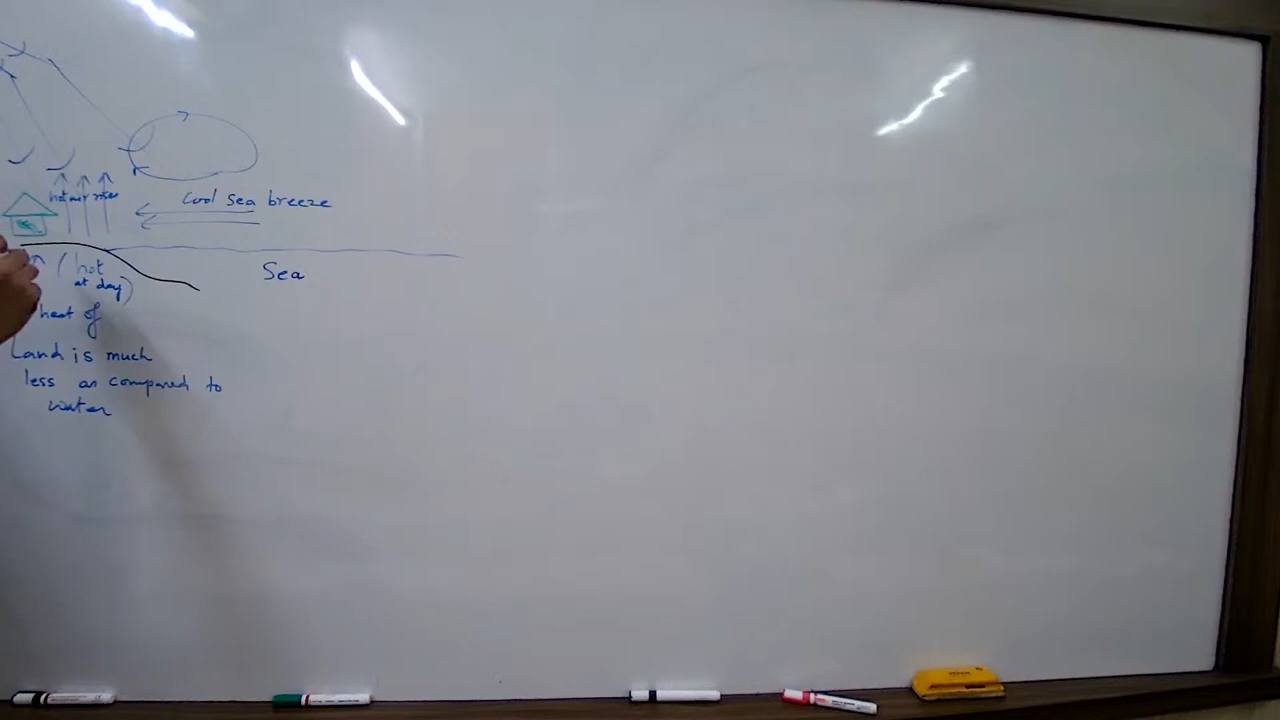 hot air rises
Cool sea breeze
(hot
at day)
Sea
heat of
Land is much
less as compared to
water